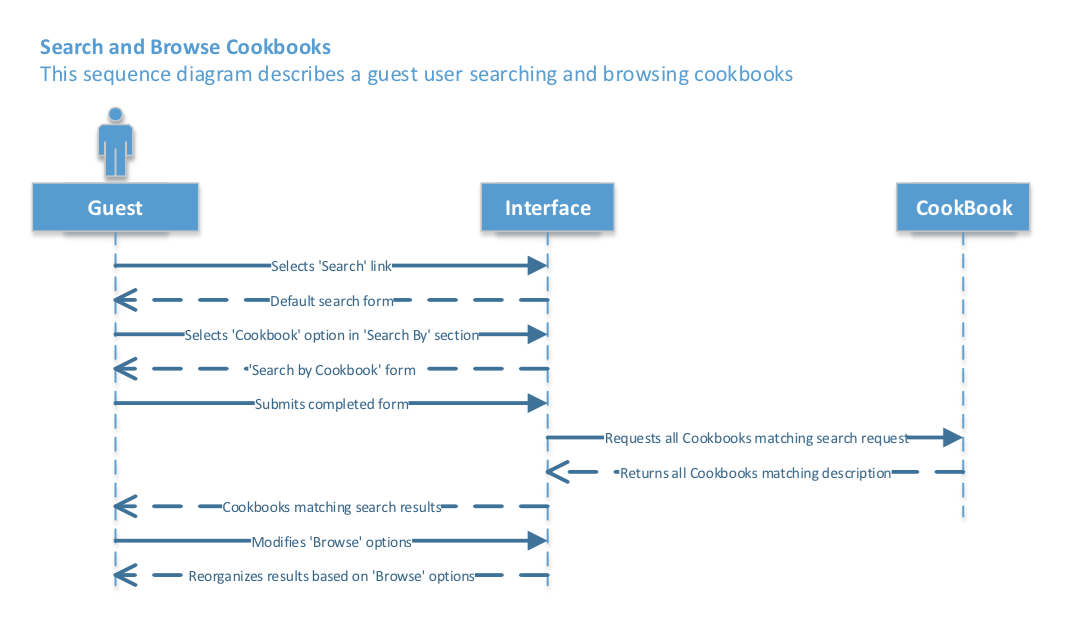 Search and Browse Cookbooks
This sequence diagram describes a guest user searching and browsing cookbooks
Guest
Interface
CookBook
Selects 'Search' link
Default search form
Selects 'Cookbook' option in 'Search By' section
'Search by Cookbook' form
Submits completed form
Requests all Cookbooks matching search request
Returns all Cookbooks matching description
Cookbooks matching search results
Modifies 'Browse' options
Reorganizes results based on 'Browse' options